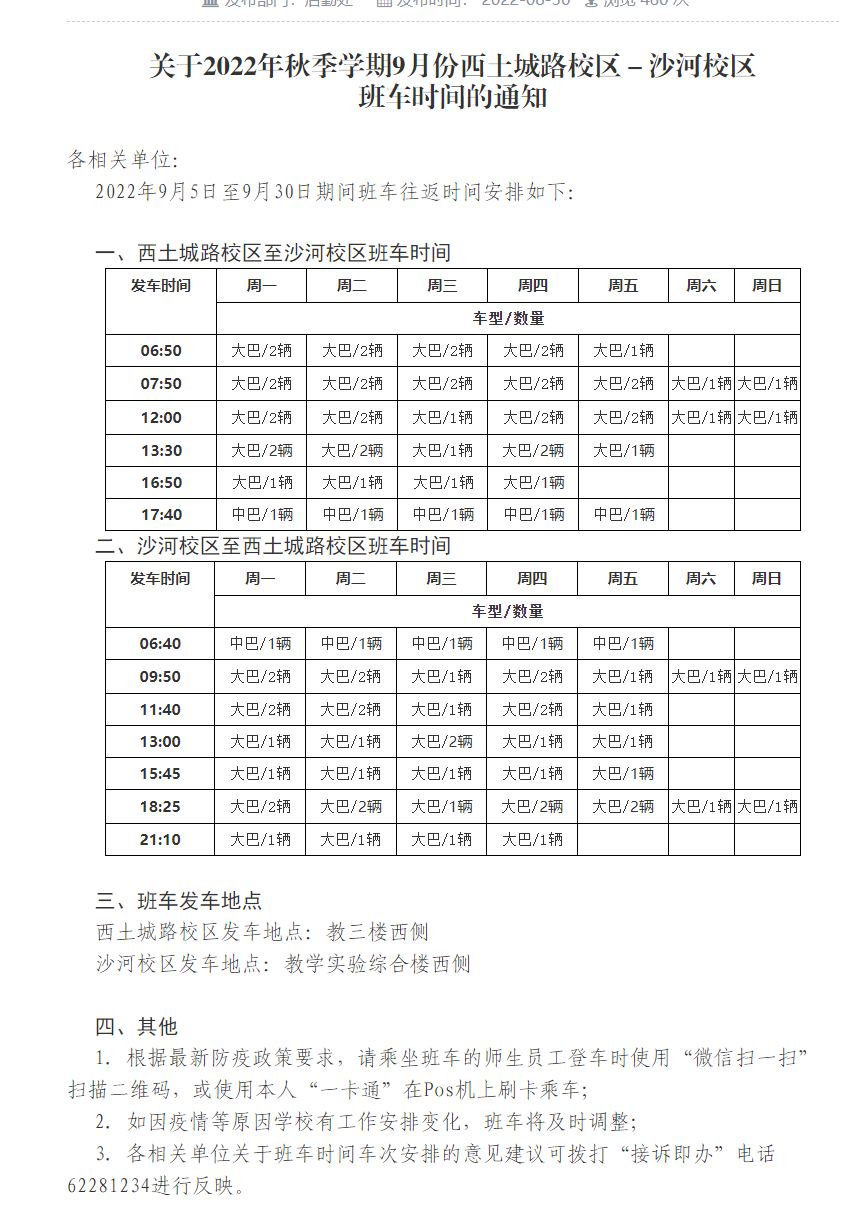 发布部门：后勤处 发布时间： 2022-08-30 浏览 480 次
关于2022年秋季学期9月份西土城路校区－沙河校区
班车时间的通知
各相关单位：
2022年9月5日至9月30日期间班车往返时间安排如下：
一、西土城路校区至沙河校区班车时间
发车时间 周一 周二 周三 周四 周五 周六 周日
车型/数量
06:50 大巴/2辆 大巴/2辆 大巴/2辆 大巴/2辆 大巴/1辆
07:50 大巴/2辆 大巴/2辆 大巴/2辆 大巴/2辆 大巴/2辆 大巴/1辆 大巴/1辆
12:00 大巴/2辆 大巴/2辆 大巴/1辆 大巴/2辆 大巴/2辆 大巴/1辆 大巴/1辆
13:30 大巴/2辆 大巴/2辆 大巴/1辆 大巴/2辆 大巴/1辆
16:50 大巴/1辆 大巴/1辆 大巴/1辆 大巴/1辆
17:40 中巴/1辆 中巴/1辆 中巴/1辆 中巴/1辆 中巴/1辆
二、沙河校区至西土城路校区班车时间
发车时间 周一 周二 周三 周四 周五 周六 周日
车型/数量
06:40 中巴/1辆 中巴/1辆 中巴/1辆 中巴/1辆 中巴/1辆
09:50 大巴/2辆 大巴/2辆 大巴/1辆 大巴/2辆 大巴/1辆 大巴/1辆 大巴/1辆
11:40 大巴/2辆 大巴/2辆 大巴/1辆 大巴/2辆 大巴/1辆
13:00 大巴/1辆 大巴/1辆 大巴/2辆 大巴/1辆 大巴/1辆
15:45 大巴/1辆 大巴/1辆 大巴/1辆 大巴/1辆 大巴/1辆
18:25 大巴/2辆 大巴/2辆 大巴/1辆 大巴/2辆 大巴/2辆 大巴/1辆 大巴/1辆
21:10 大巴/1辆 大巴/1辆 大巴/1辆 大巴/1辆
三、班车发车地点
西土城路校区发车地点：教三楼西侧
沙河校区发车地点：教学实验综合楼西侧
四、其他
1. 根据最新防疫政策要求，请乘坐班车的师生员工登车时使用“微信扫一扫”
扫描二维码，或使用本人“一卡通”在Pos机上刷卡乘车；
2. 如因疫情等原因学校有工作安排变化，班车将及时调整；
3. 各相关单位关于班车时间车次安排的意见建议可拨打“接诉即办”电话
62281234进行反映。